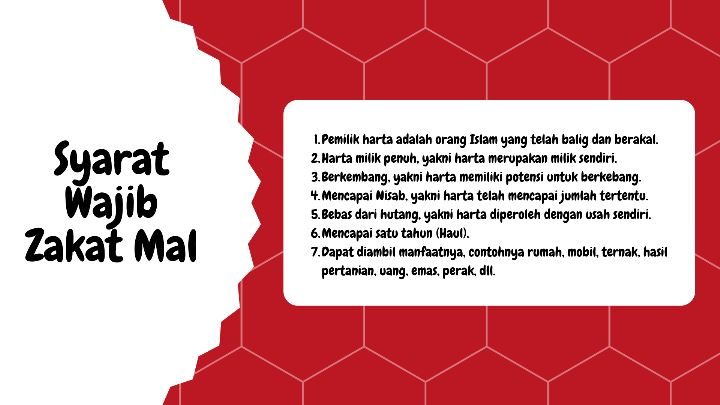 Syarat
Wajib
Zakat Mal
1. Pemilik harta adalah orang Islam yang telah balig dan berakal.
2. Harta milik penuh, yakni harta merupakan milik sendiri.
3. Berkembang, yakni harta memiliki potensi untuk berkebang.
4. Mencapai Nisab, yakni harta telah mencapai jumlah tertentu.
5. Bebas dari hutang, yakni harta diperoleh dengan usah sendiri.
6. Mencapai satu tahun (Haul).
7. Dapat diambil manfaatnya, contohnya rumah, mobil, ternak, hasil
pertanian, uang, emas, perak, dll.